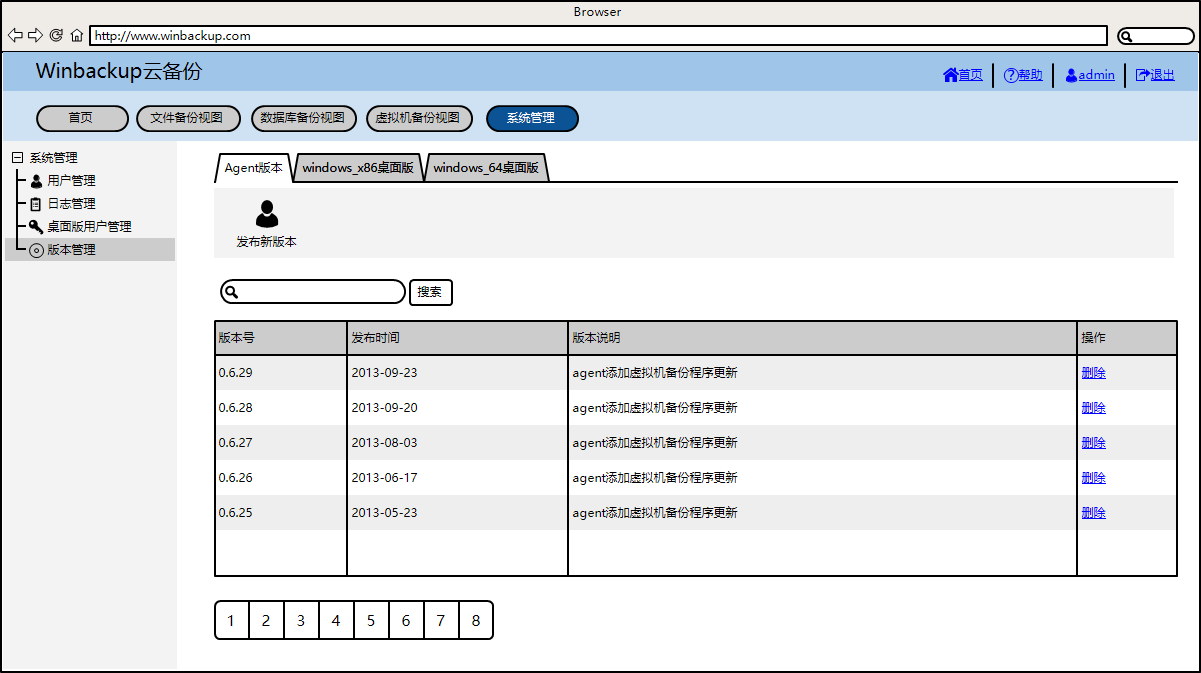 Browser
http://www.winbackup.com
Winbackup云备份
首页 帮助 admin 退出
首页 文件备份视图 数据库备份视图 虚拟机备份视图 系统管理
系统管理
用户管理
日志管理
桌面版用户管理
版本管理
Agent版本 windows_x86桌面版 windows_64桌面版
发布新版本
搜索
版本号 发布时间 版本说明 操作
0.6.29 2013-09-23 agent添加虚拟机备份程序更新 删除
0.6.28 2013-09-20 agent添加虚拟机备份程序更新 删除
0.6.27 2013-08-03 agent添加虚拟机备份程序更新 删除
0.6.26 2013-06-17 agent添加虚拟机备份程序更新 删除
0.6.25 2013-05-23 agent添加虚拟机备份程序更新 删除
1 2 3 4 5 6 7 8